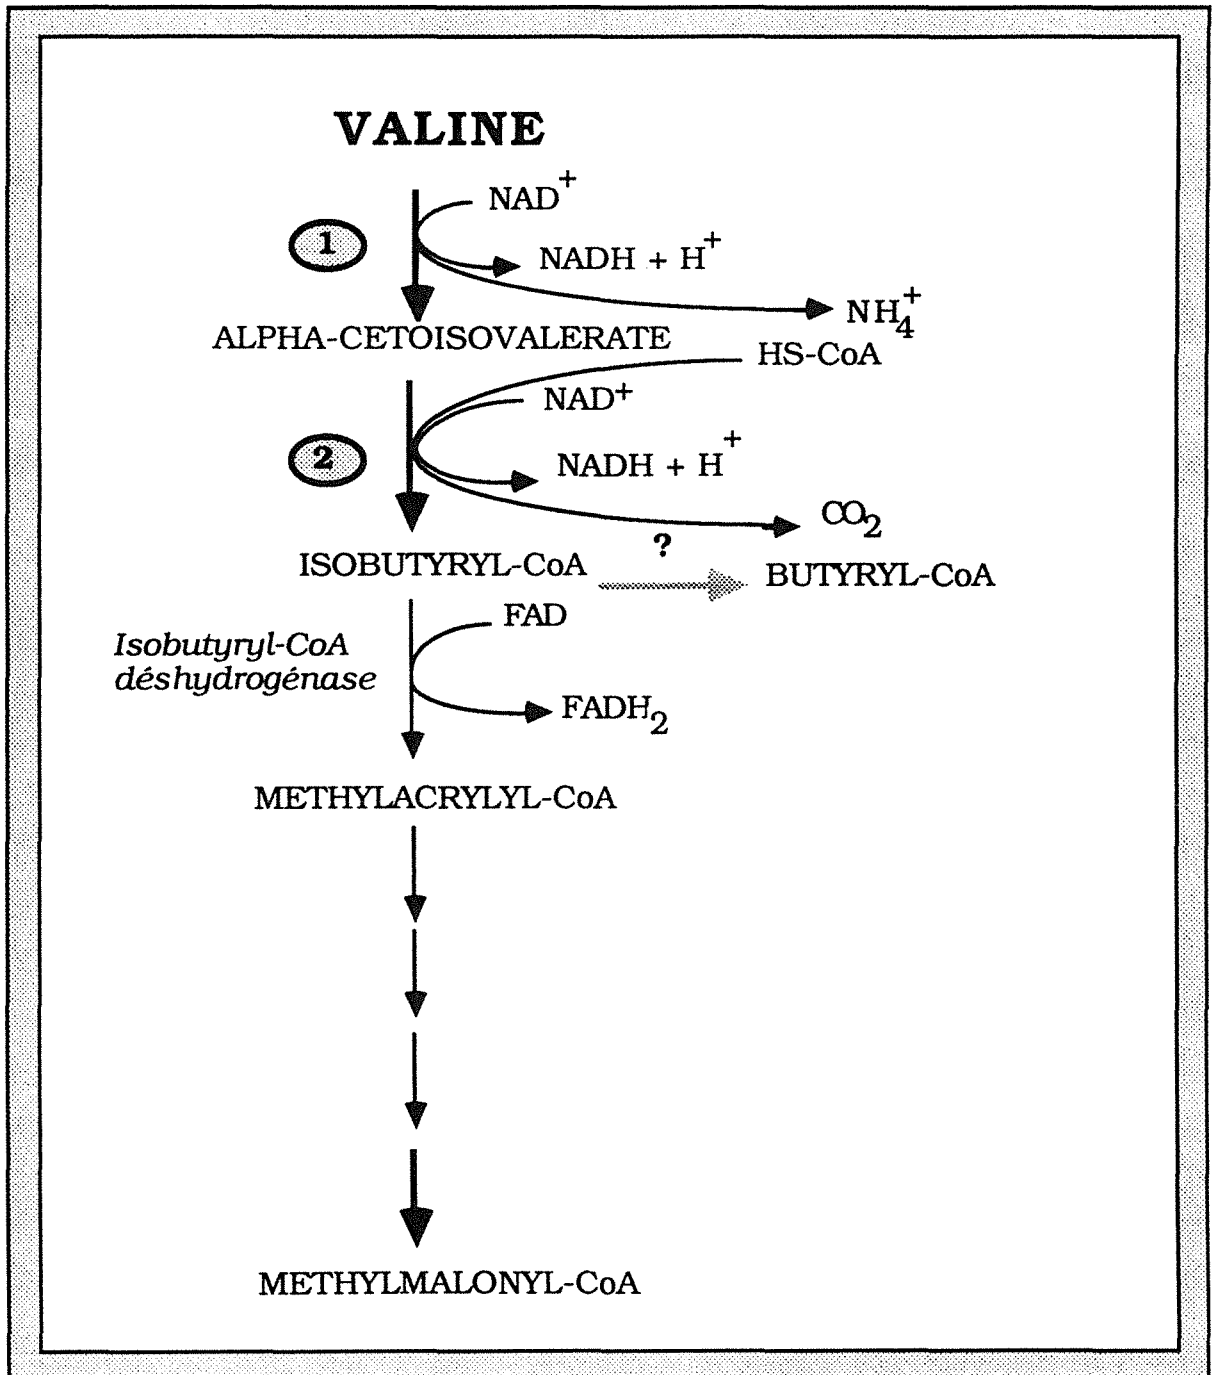 VALINE
NAD+
1
NADH + H+
NH4+
ALPHA-CETOISOVALERATE
HS-CoA
NAD+
2
NADH + H+
CO2
?
ISOBUTYRYL-CoA
BUTYRYL-CoA
FAD
Isobutyryl-CoA
déshydrogénase
FADH2
METHYLACRYLYL-CoA
METHYLMALONYL-CoA